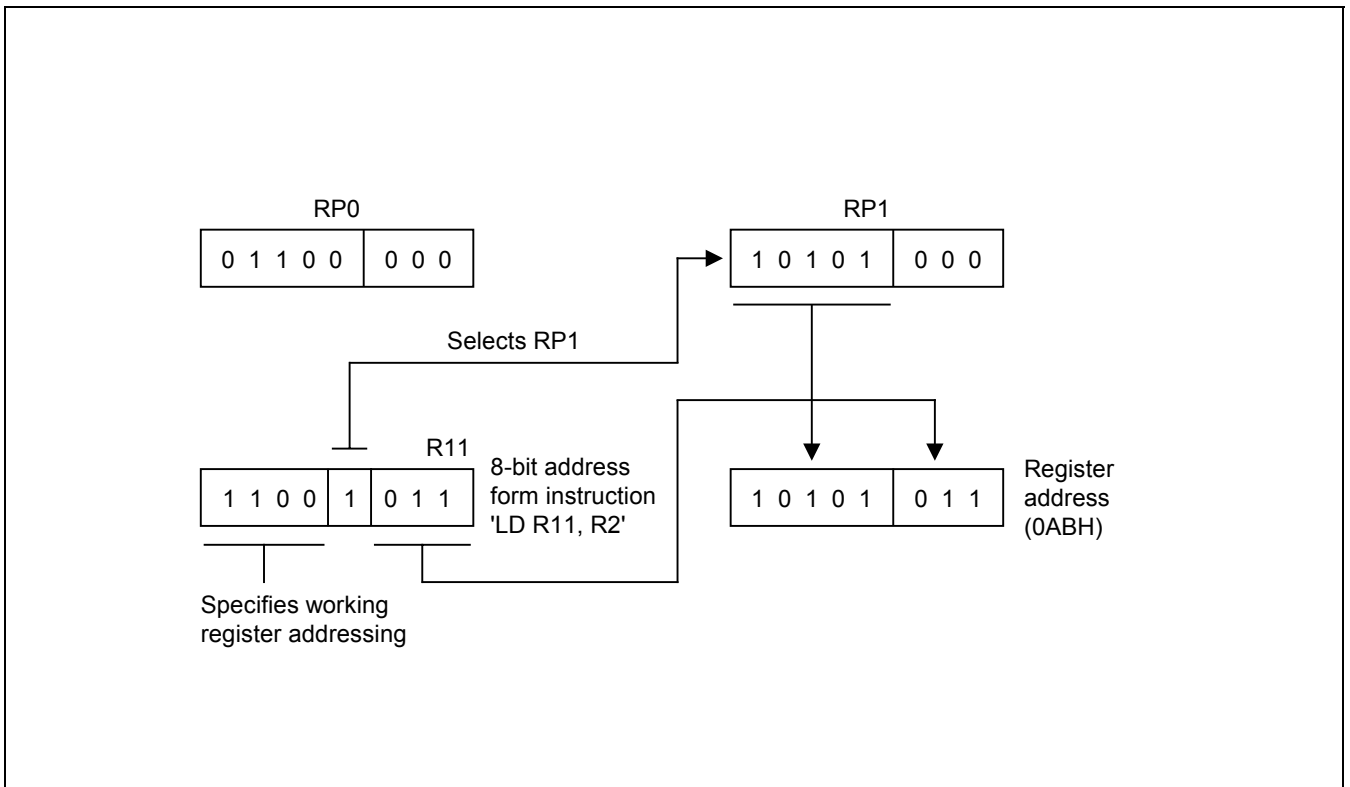 RP0
0 1 1 0 0 0 0 0
RP1
1 0 1 0 1 0 0 0
Selects RP1
R11
1 1 0 0 1 0 1 1
8-bit address
form instruction
'LD R11, R2'
1 0 1 0 1 0 1 1
Register
address
(0ABH)
Specifies working
register addressing